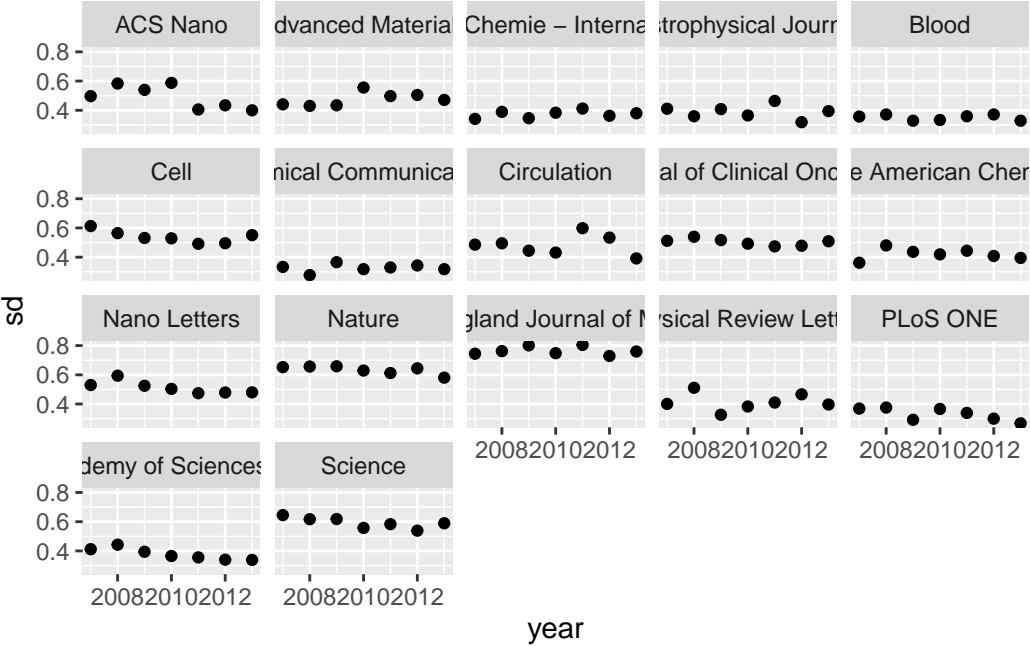 ACS Nano
dvanced Material
Chemie – Interna
strophysical Journ
Blood
0.8
0.6
0.4
Cell
mical Communica
Circulation
al of Clinical Onc
e American Chem
0.8
0.6
0.4
Nano Letters
Nature
gland Journal of M
ysical Review Lett
PLoS ONE
0.8
0.6
0.4
2008 2010 2012
2008 2010 2012
2008 2010 2012
demy of Sciences
Science
0.8
0.6
0.4
2008 2010 2012
2008 2010 2012
sd
year